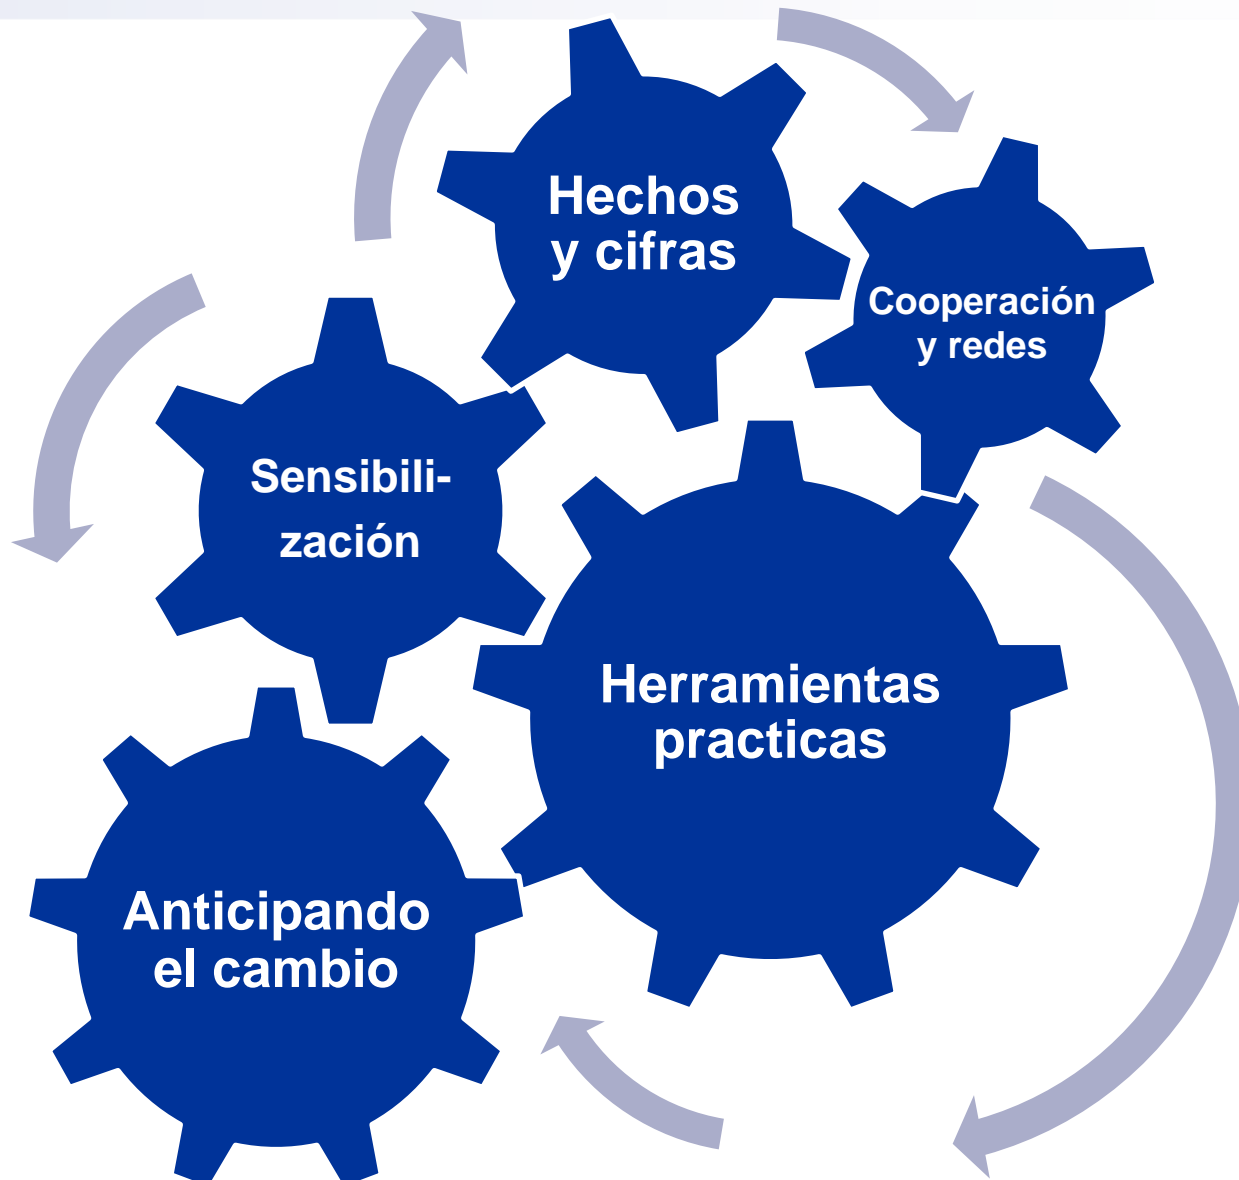 Hechos
y cifras
Cooperación
y redes
Sensibili-
zación
Herramientas
practicas
Anticipando
el cambio